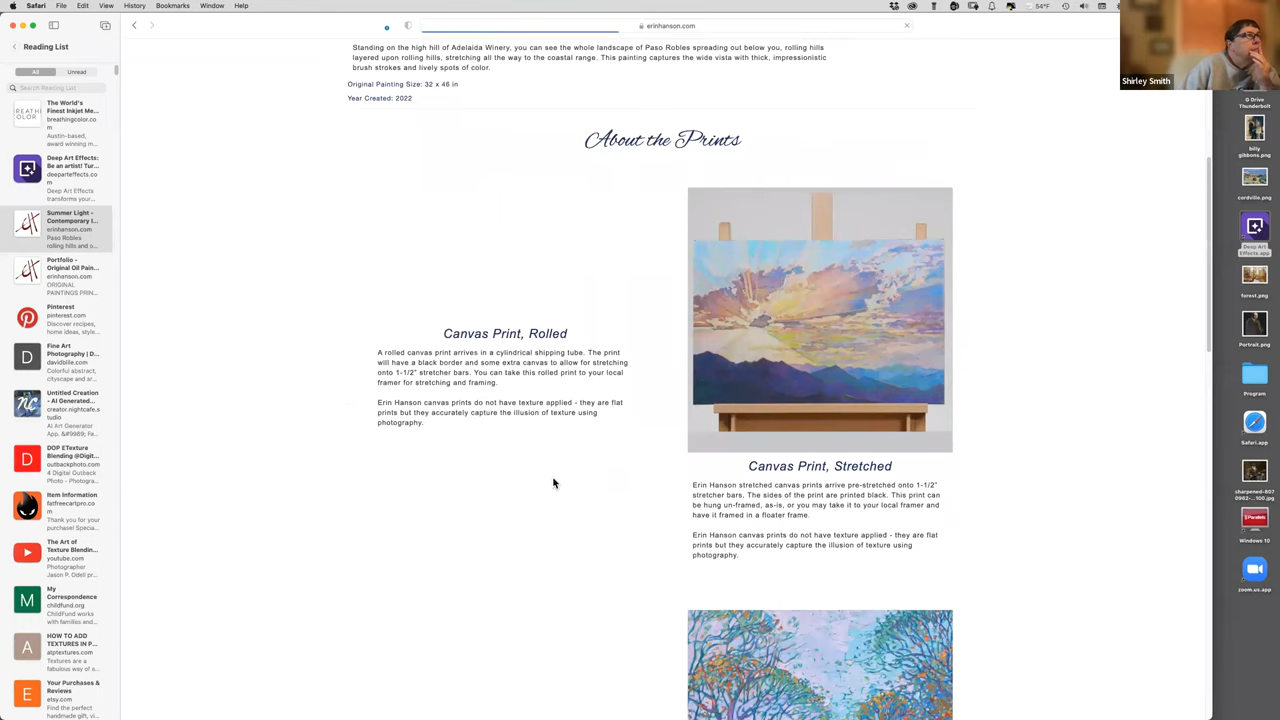 Safari File Edit View History Bookmarks Window Help
54°F
Reading List
erinhanson.com
All Unread
Search Reading List
The World's
Finest Inkjet Me...
breathingcolor.co
m
Austin-based,
award winning m...
Deep Art Effects:
Be an artist! Tur...
deeparteffects.co
m
Deep Art Effects
transforms your...
Summer Light -
Contemporary I...
erinhanson.com
Paso Robles
rolling hills and o...
Portfolio -
Original Oil Pain...
erinhanson.com
ORIGINAL
PAINTINGS PRIN...
Pinterest
pinterest.com
Discover recipes,
home ideas, style...
Fine Art
Photography | D...
davidbille.com
Colorful abstract,
cityscape and ar...
Untitled Creation
- AI Generated...
creator.nightcafe.s
tudio
AI Art Generator
App. &#9989; Fe...
DOP ETexture
Blending @Digit...
outbackphoto.com
4 Digital Outback
Photo - Photogra...
Item Information
fatfreecartpro.co
m
Thank you for your
purchase! Specia...
The Art of
Texture Blendin...
youtube.com
Photographer
Jason P. Odell pr...
My
Correspondence
childfund.org
ChildFund works
with families and...
HOW TO ADD
TEXTURES IN P...
atptextures.com
Textures are a
fabulous way of s...
Your Purchases &
Reviews
etsy.com
Find the perfect
handmade gift, vi...
Standing on the high hill of Adelaida Winery, you can see the whole landscape of Paso Robles spreading out below you, rolling hills
layered upon rolling hills, stretching all the way to the coastal range. This painting captures the wide vista with thick, impressionistic
brush strokes and lively spots of color.
Original Painting Size: 32 x 46 in
Year Created: 2022
About the Prints
Canvas Print, Rolled
A rolled canvas print arrives in a cylindrical shipping tube. The print
will have a black border and some extra canvas to allow for stretching
onto 1-1/2" stretcher bars. You can take this rolled print to your local
framer for stretching and framing.
Erin Hanson canvas prints do not have texture applied - they are flat
prints but they accurately capture the illusion of texture using
photography.
Canvas Print, Stretched
Erin Hanson stretched canvas prints arrive pre-stretched onto 1-1/2"
stretcher bars. The sides of the print are printed black. This print can
be hung un-framed, as-is, or you may take it to your local framer and
have it framed in a floater frame.
Erin Hanson canvas prints do not have texture applied - they are flat
prints but they accurately capture the illusion of texture using
photography.
Shirley Smith
G Drive
Thunderbolt
billy
gibbons.png
cordville.png
Deep Art
Effects.app
forest.png
Portrait.png
Program
Safari.app
Windows 10
zoom.us.app